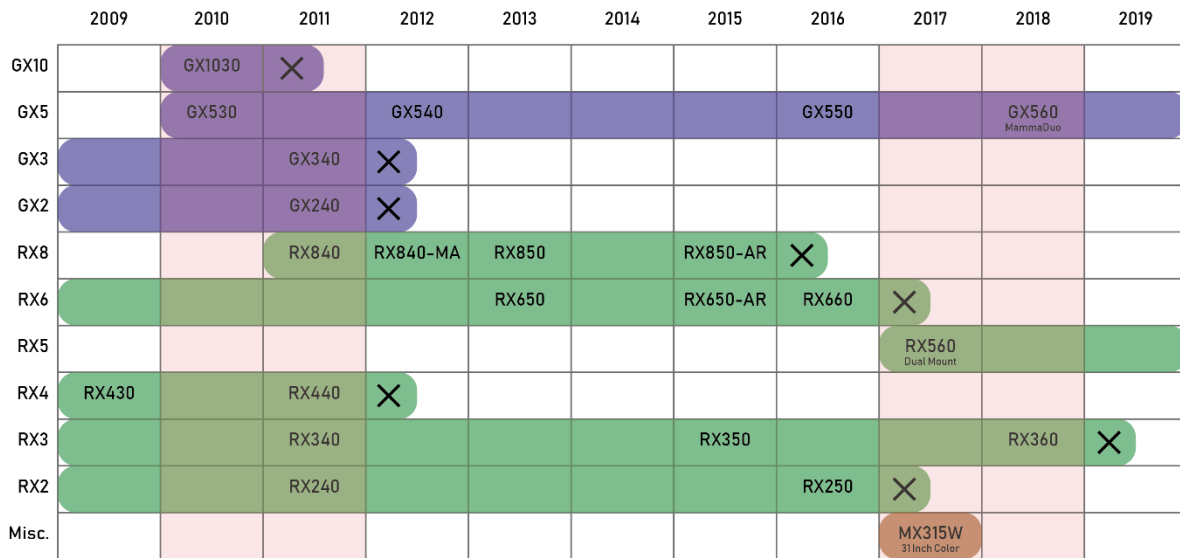 2009 2010 2011 2012 2013 2014 2015 2016 2017 2018 2019
GX10 GX1030
GX5 GX530 GX540 GX550 GX560
MammaDuo
GX3 GX340
GX2 GX240
RX8 RX840 RX840-MA RX850 RX850-AR
RX6 RX650 RX650-AR RX660
RX5 RX560
Dual Mount
RX4 RX430 RX440
RX3 RX340 RX350 RX360
RX2 RX240 RX250
Misc. MX315W
31 Inch Color